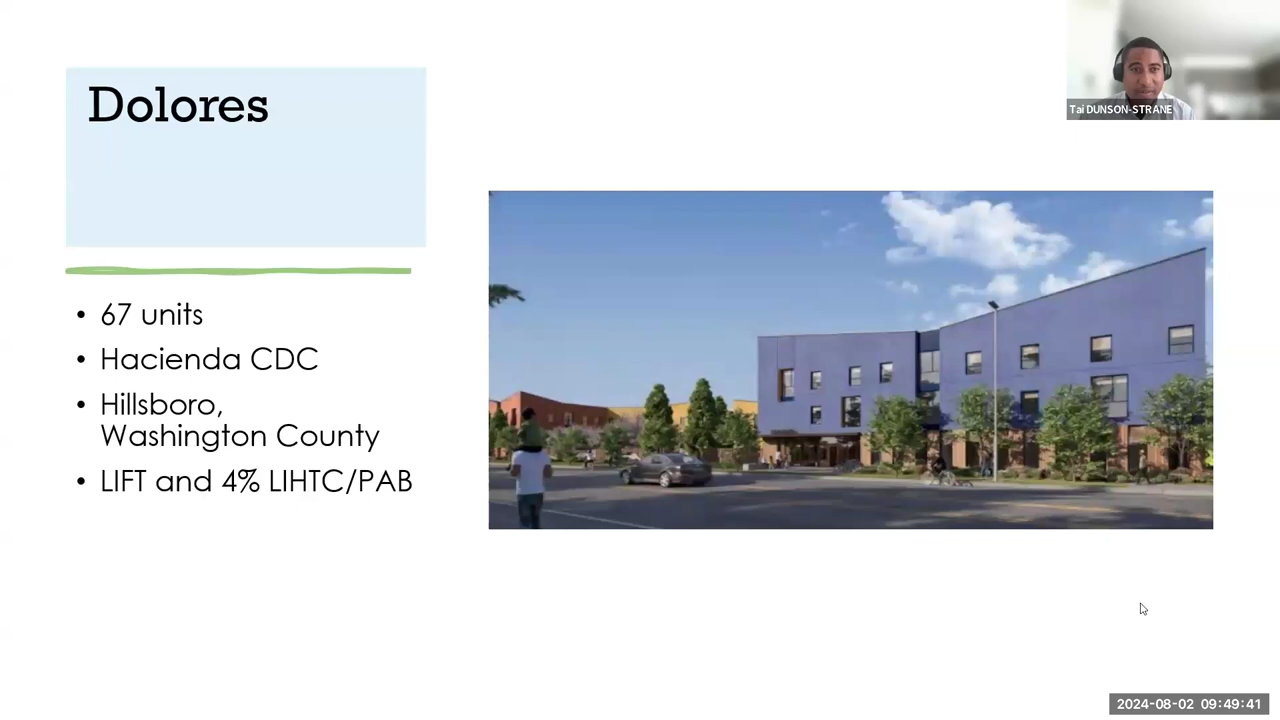 Dolores
Tai DUNSON-STRANE
• 67 units
• Hacienda CDC
• Hillsboro,
Washington County
• LIFT and 4% LIHTC/PAB
2024-08-02 09:49:41